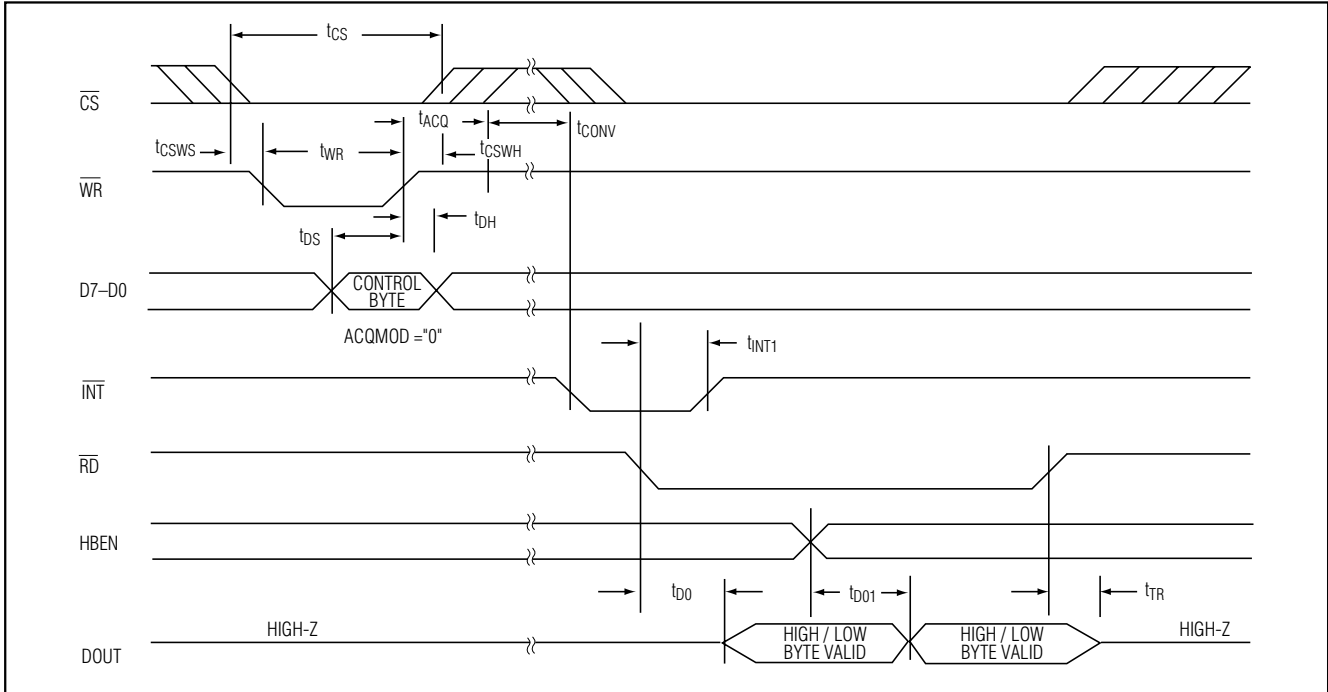 tCS
CS
tACQ
tCONV
tCSWS
tWR
tCSWH
WR
tDH
tDS
D7–D0
CONTROL
BYTE
ACQMOD ="0"
tINT1
INT
RD
HBEN
tD0
tD01
tTR
HIGH-Z
HIGH / LOW
BYTE VALID
HIGH / LOW
BYTE VALID
HIGH-Z
DOUT